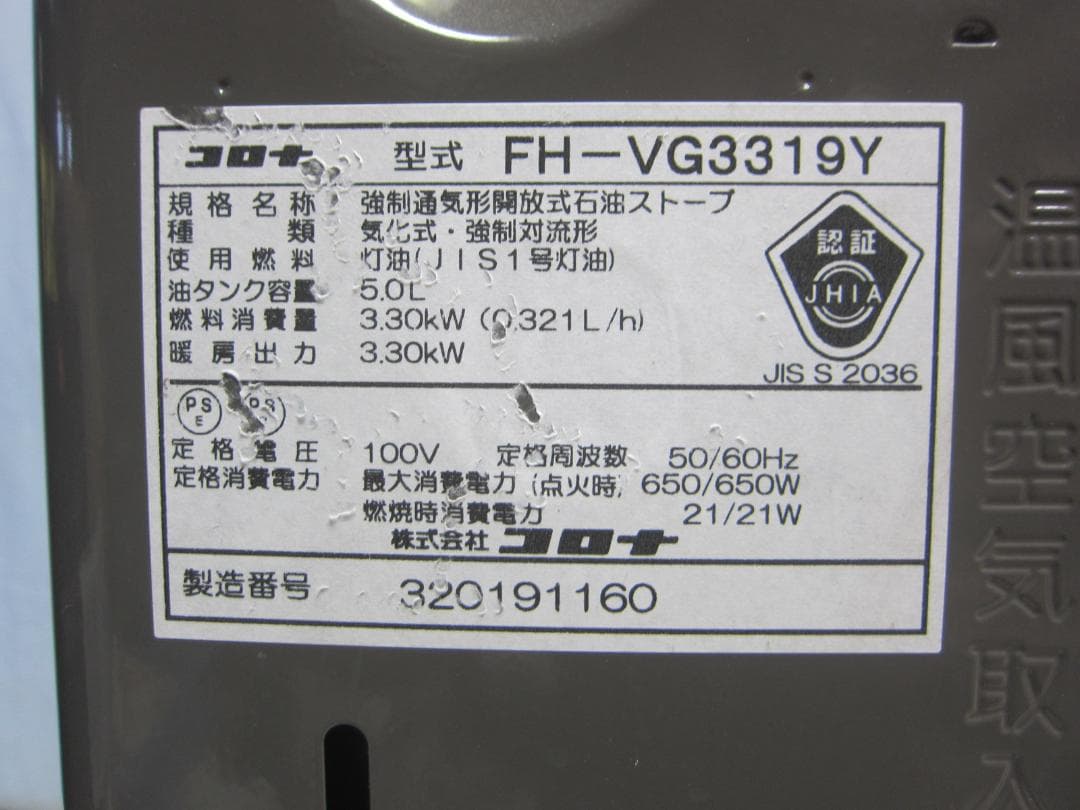 コロナ 型式 FH-VG3319Y
規格名称 強制通気形開放式石油ストーブ
種類 気化式・強制対流形
使用燃料 灯油(JIS1号灯油)
油タンク容量 5.0L
燃料消費量 3.30kW (0.321L/h)
暖房出力 3.30kW
認証
JHIA
JIS S 2036
PS E PS
定格電圧 100V 定格周波数 50/60Hz
定格消費電力 最大消費電力(点火時) 650/650W
燃焼時消費電力 21/21W
株式会社 コロナ
製造番号 320191160
温風空気取入